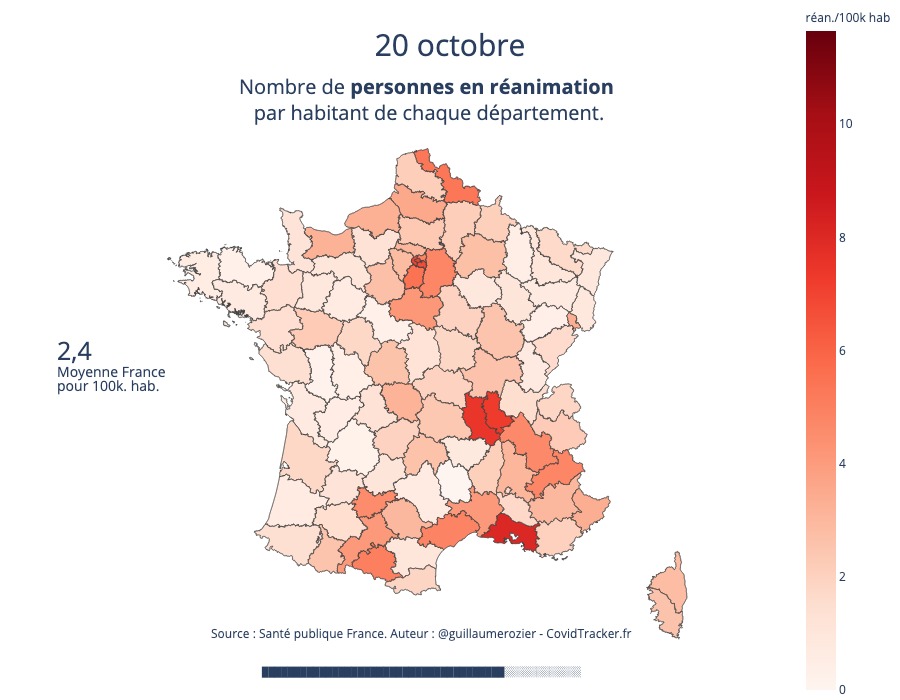 réan./100k hab
20 octobre
Nombre de personnes en réanimation
par habitant de chaque département.
10
8
6
4
2
0
2,4
Moyenne France
pour 100k. hab.
Source : Santé publique France. Auteur : @guillaumerozier - CovidTracker.fr